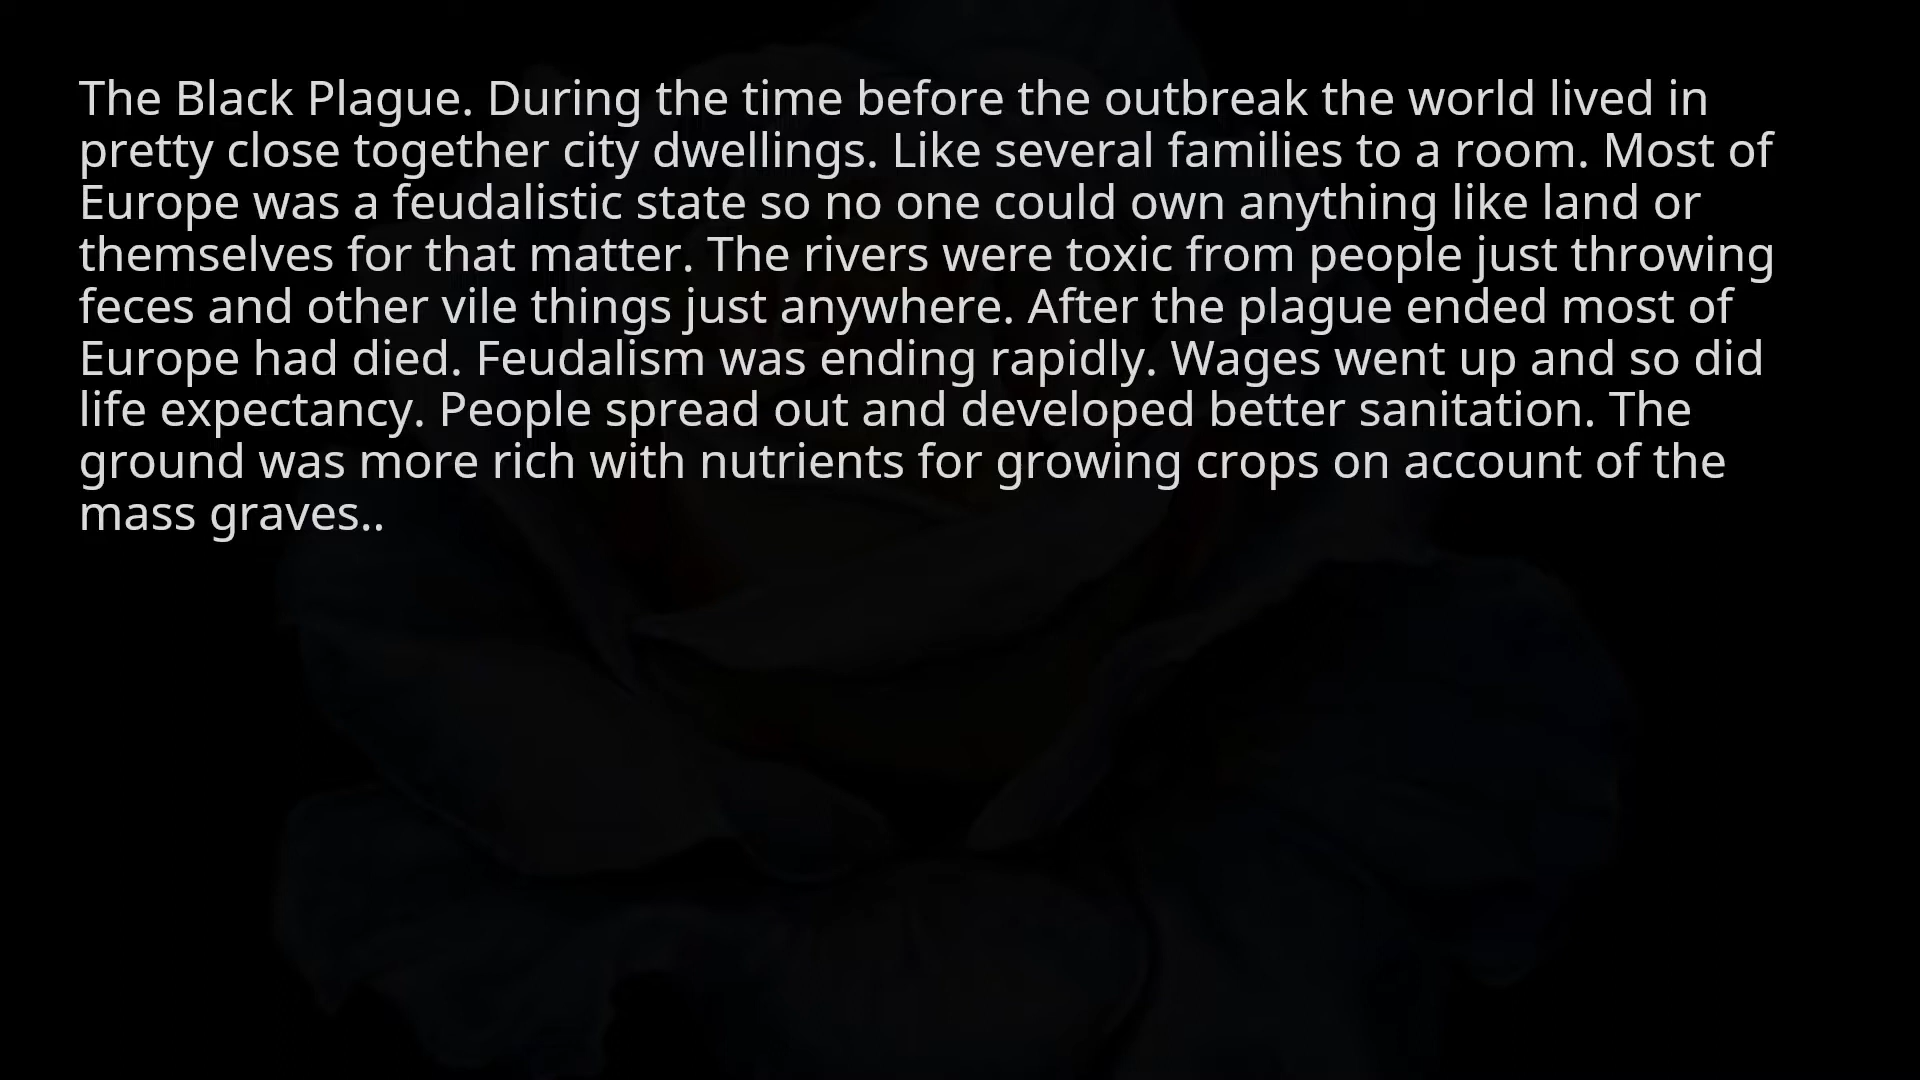 The Black Plague. During the time before the outbreak the world lived in
pretty close together city dwellings. Like several families to a room. Most of
Europe was a feudalistic state so no one could own anything like land or
themselves for that matter. The rivers were toxic from people just throwing
feces and other vile things just anywhere. After the plague ended most of
Europe had died. Feudalism was ending rapidly. Wages went up and so did
life expectancy. People spread out and developed better sanitation. The
ground was more rich with nutrients for growing crops on account of the
mass graves..